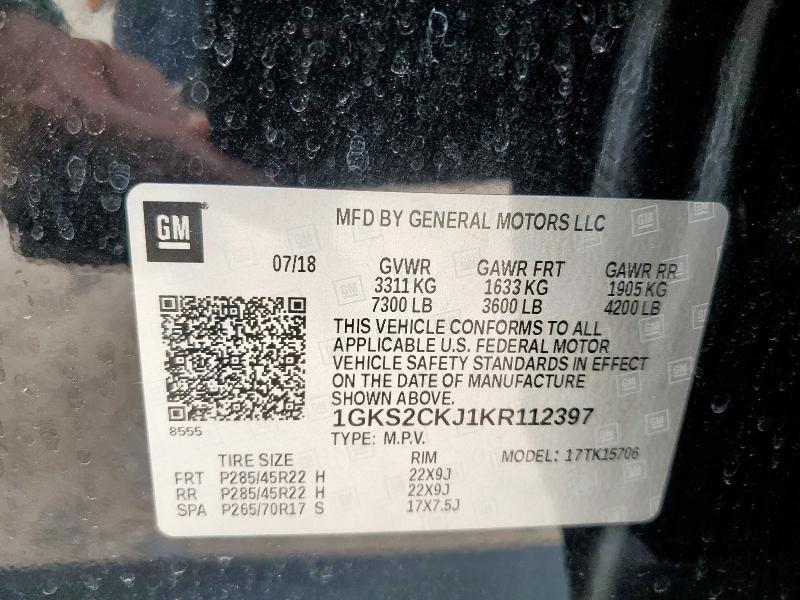 GM
MFD BY GENERAL MOTORS LLC
07/18
GVWR GAWR FRT GAWR RR
3311 KG 1633 KG 1905 KG
7300 LB 3600 LB 4200 LB
THIS VEHICLE CONFORMS TO ALL
APPLICABLE U.S. FEDERAL MOTOR
VEHICLE SAFETY STANDARDS IN EFFECT
ON THE DATE OF MANUFACTURE
SHOWN ABOVE.
1GKS2CKJ1KR112397
8555
TYPE: M.P.V.
TIRE SIZE RIM MODEL: 17TK15706
FRT P285/45R22 H 22X9J
RR P285/45R22 H 22X9J
SPA P265/70R17 S 17X7.5J